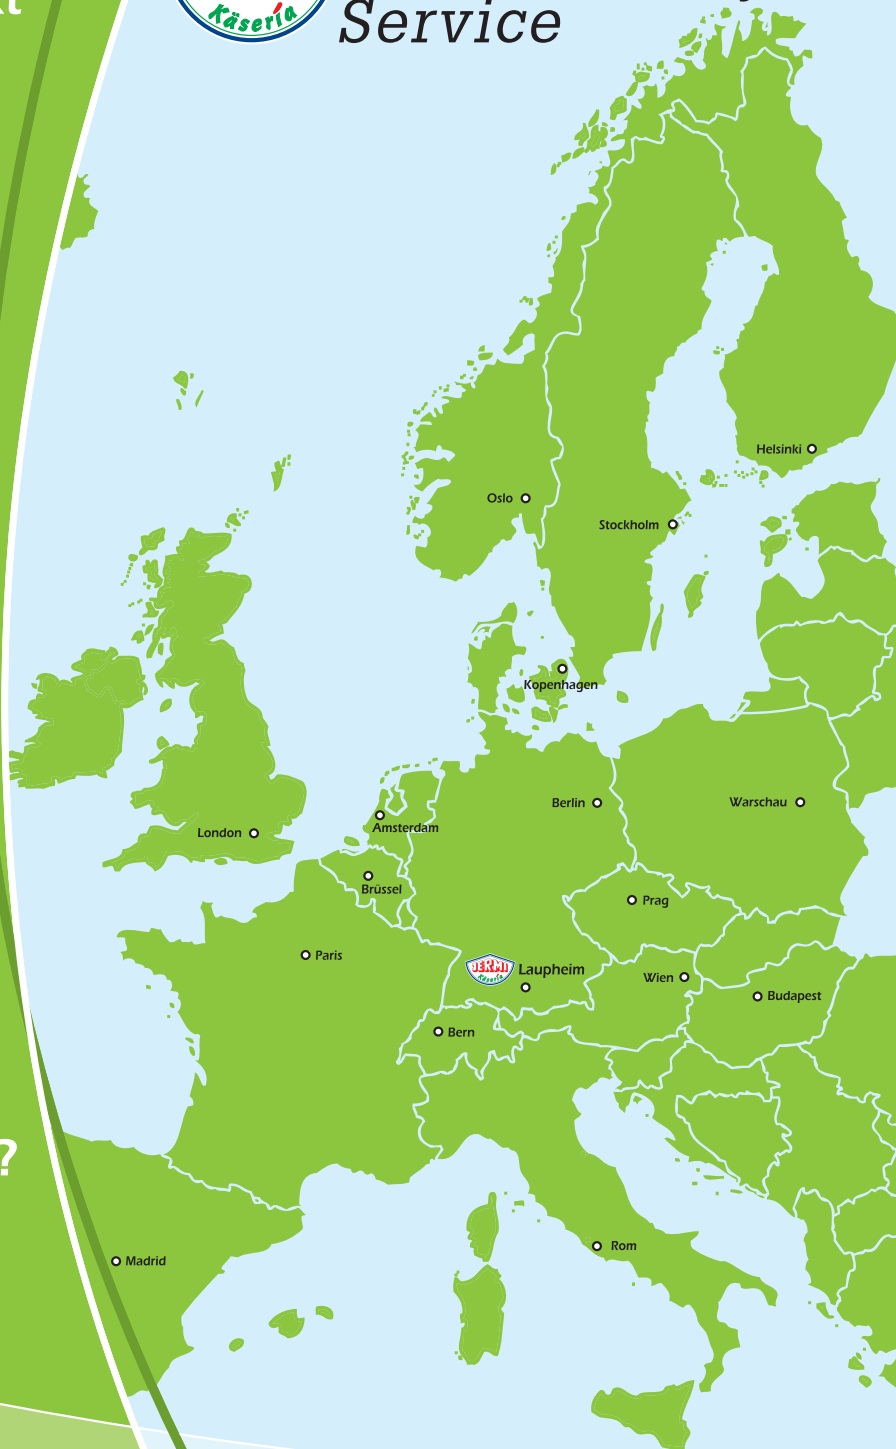 Käseria
Service
Helsinki
Oslo
Stockholm
Kopenhagen
Berlin
Warschau
Amsterdam
London
Brüssel
Prag
Paris
JERMI
Käseria
Laupheim
Wien
Budapest
Bern
?
Rom
Madrid